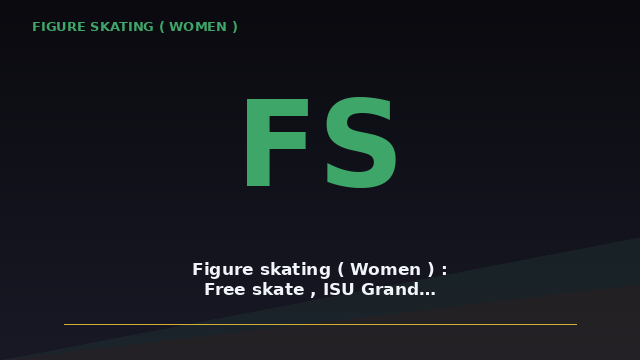 FIGURE SKATING ( WOMEN )
FS
Figure skating ( Women ) :
Free skate , ISU Grand…